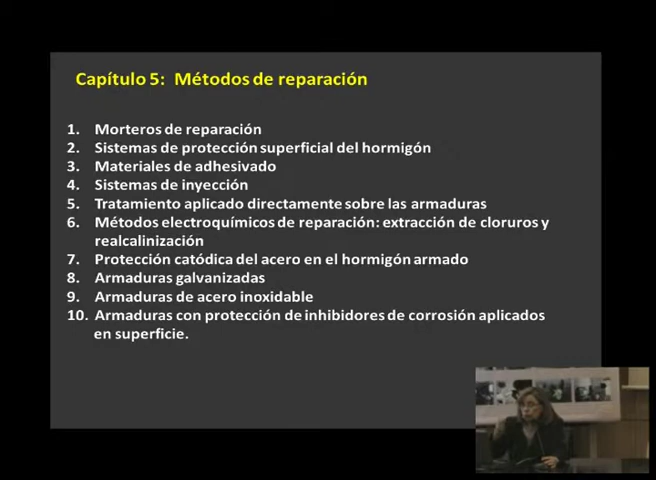 Capítulo 5: Métodos de reparación
1. Morteros de reparación
2. Sistemas de protección superficial del hormigón
3. Materiales de adhesivado
4. Sistemas de inyección
5. Tratamiento aplicado directamente sobre las armaduras
6. Métodos electroquímicos de reparación: extracción de cloruros y
realcalinización
7. Protección catódica del acero en el hormigón armado
8. Armaduras galvanizadas
9. Armaduras de acero inoxidable
10. Armaduras con protección de inhibidores de corrosión aplicados
en superficie.